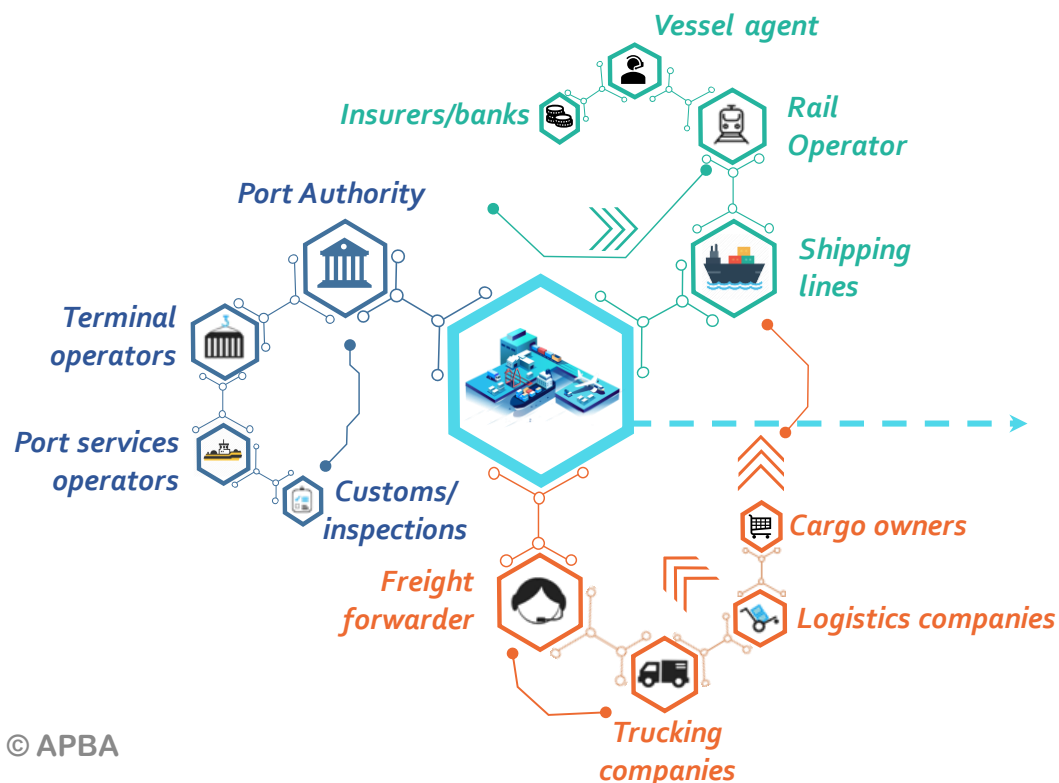 Vessel agent
Insurers/banks
Rail
Operator
Port Authority
Shipping
lines
Terminal
operators
Port services
operators
Customs/
inspections
Cargo owners
Freight
forwarder
Logistics companies
Trucking
companies
© APBA